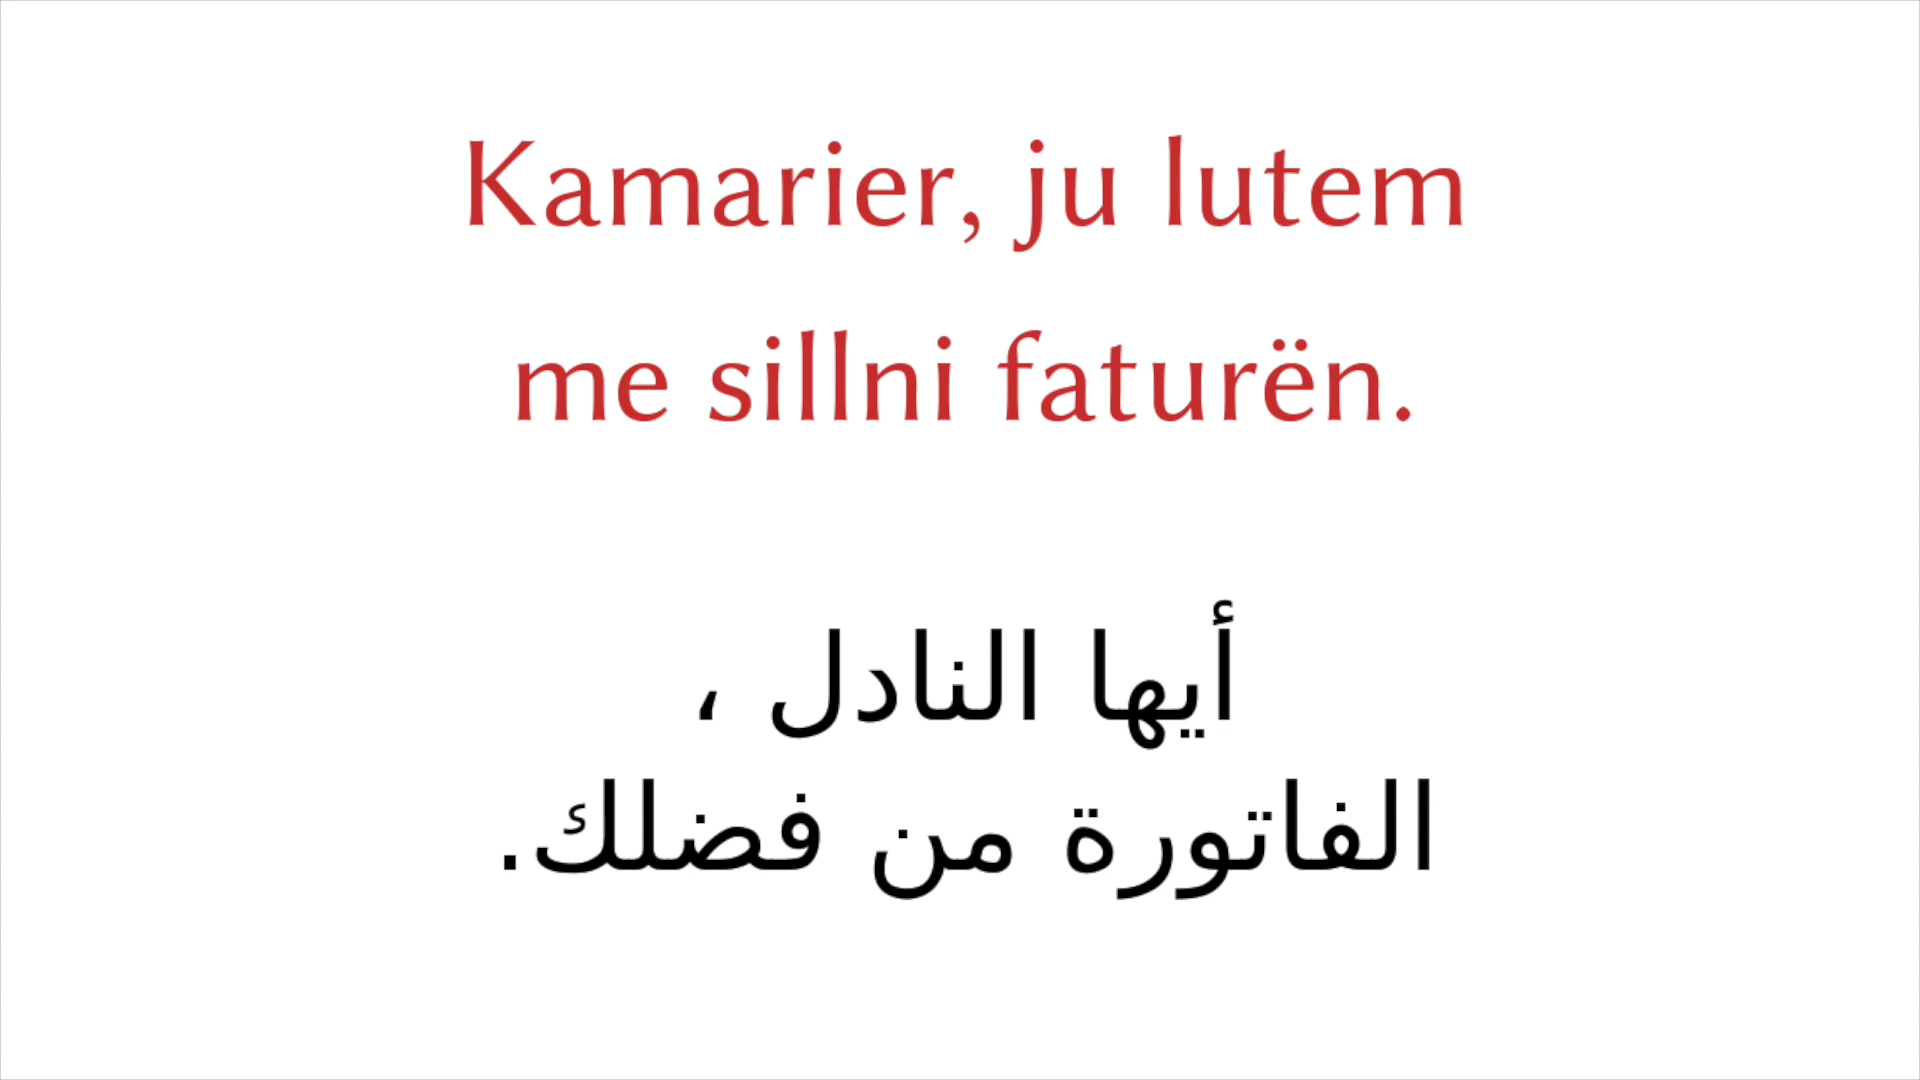 Kamarier, ju lutem
me sillni faturën.
أيها النادل ،
الفاتورة من فضلك.